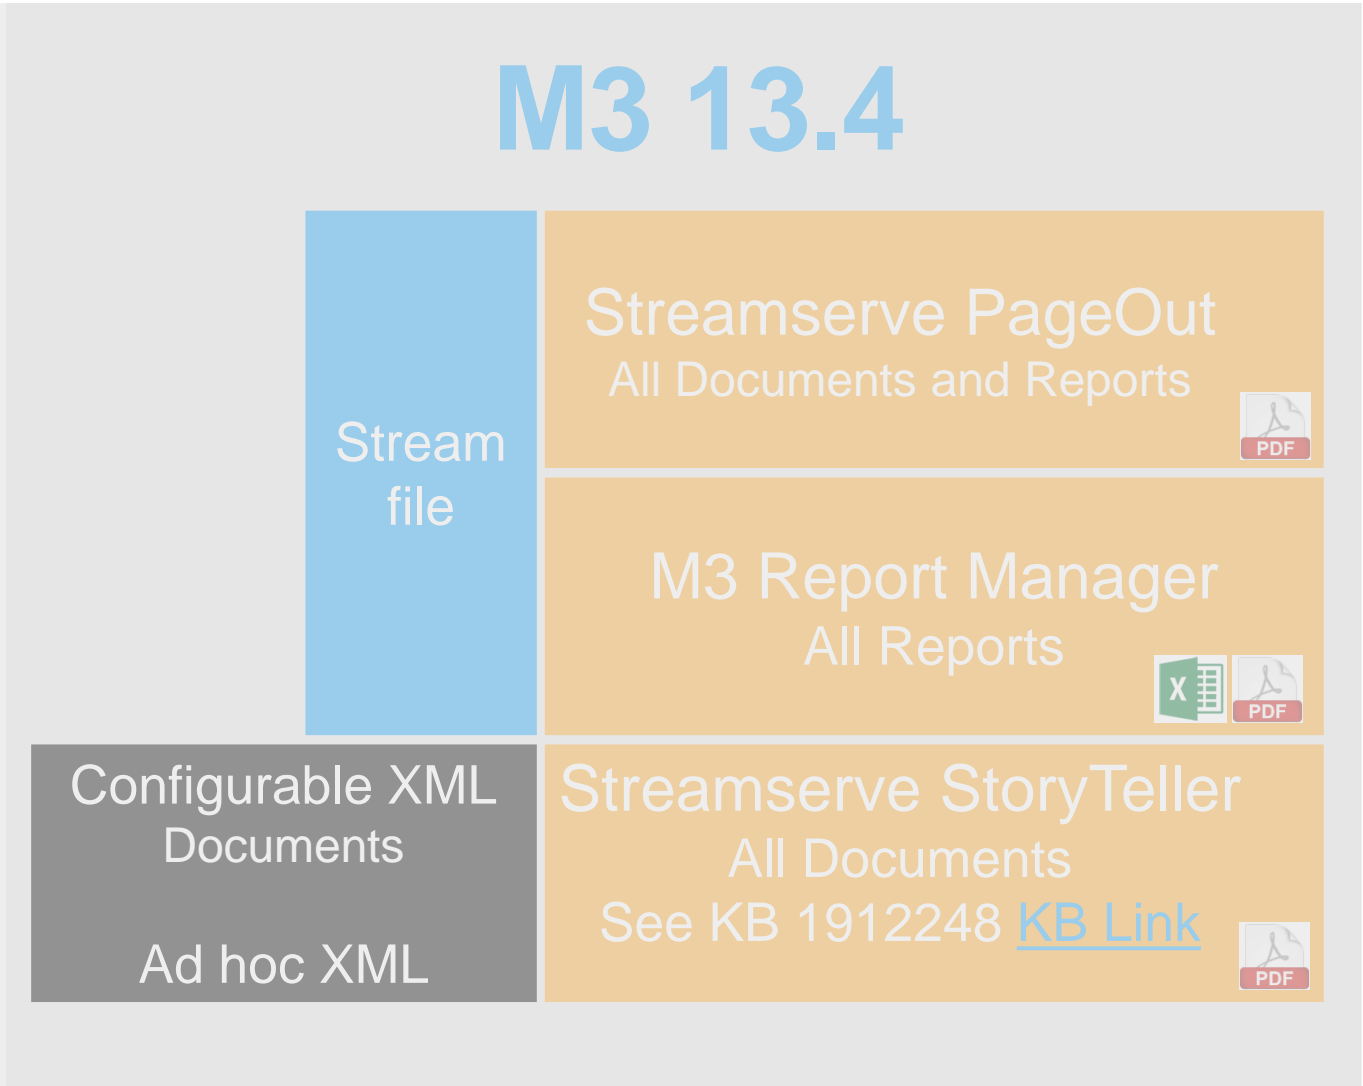 M3 13.4
Stream
file
Streamserve PageOut
All Documents and Reports
PDF
M3 Report Manager
All Reports
X
PDF
Configurable XML
Documents
Ad hoc XML
Streamserve StoryTeller
All Documents
See KB 1912248 KB Link
PDF